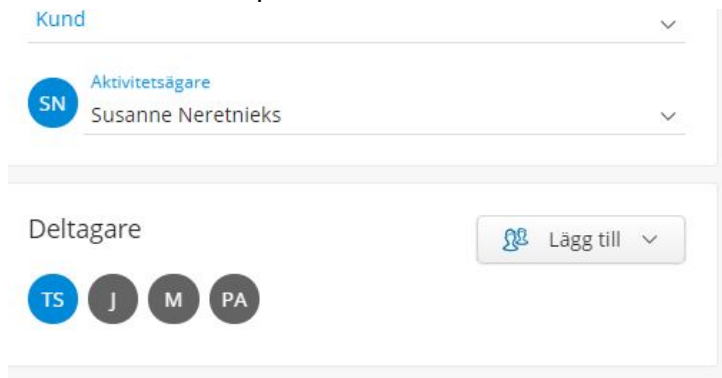 Kund
Aktivitetsägare
SN
Susanne Neretnieks
Deltagare
Lägg till
TS J M PA